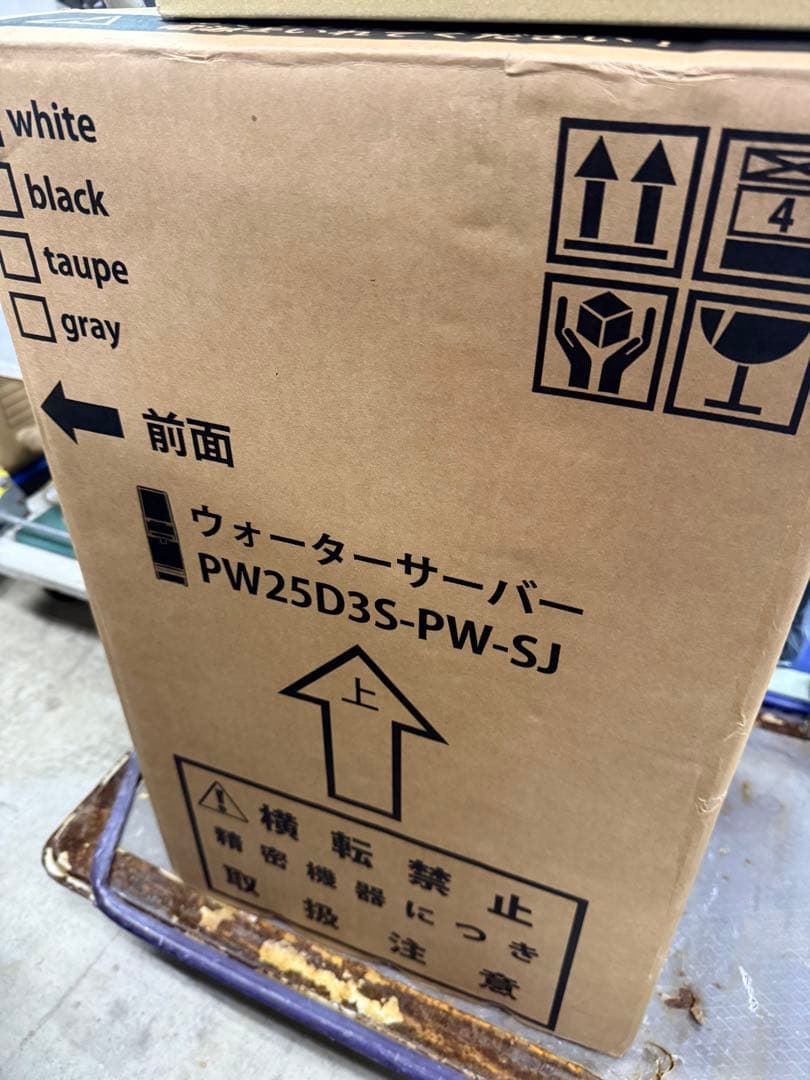 white
black
taupe
gray
4
前面
ウォーターサーバー
PW25D3S-PW-SJ
上
横転禁止
精密機器につき
取扱注意